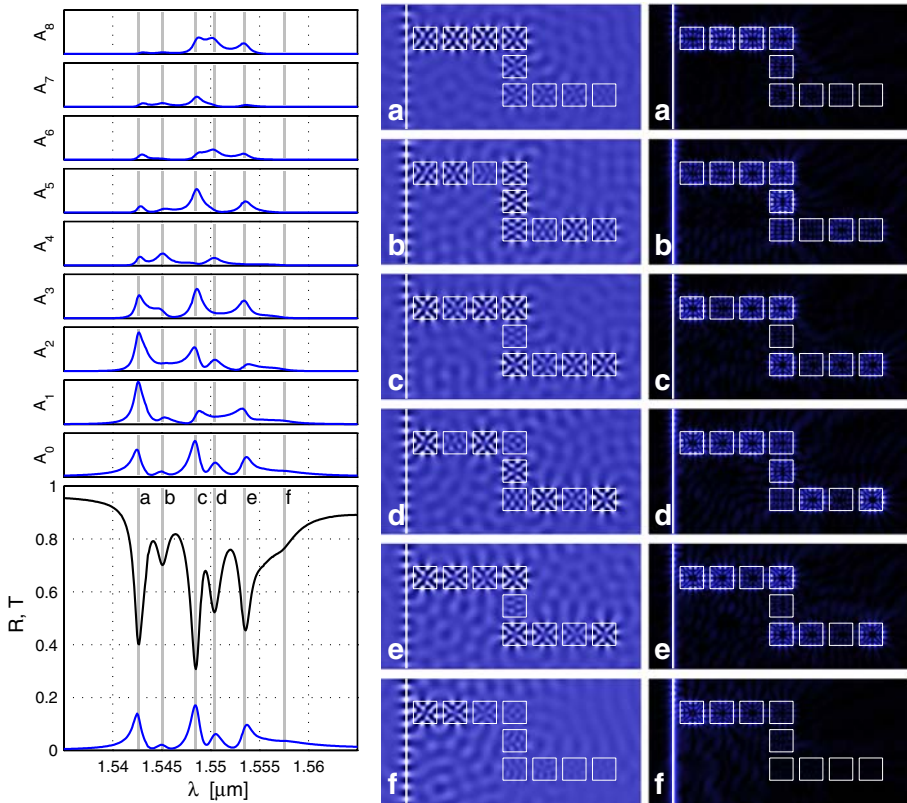 A8
A7
A6
A5
A4
A3
A2
A1
A0
1
0.8
0.6
0.4
0.2
0
R, T
a b c d e f
1.54 1.545 1.55 1.555 1.56
λ [μm]
a a
b b
c c
d d
e e
f f